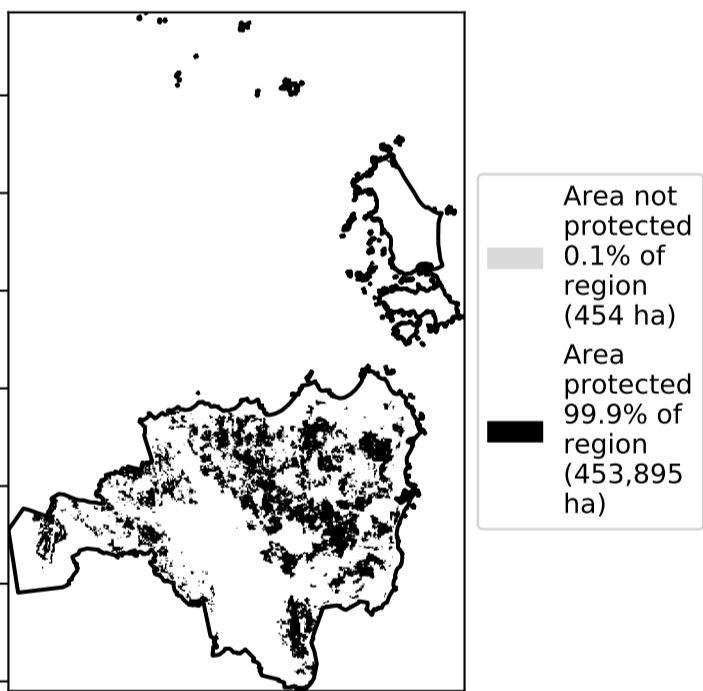 Area not
protected
0.1% of
region
(454 ha)
Area
protected
99.9% of
region
(453,895
ha)